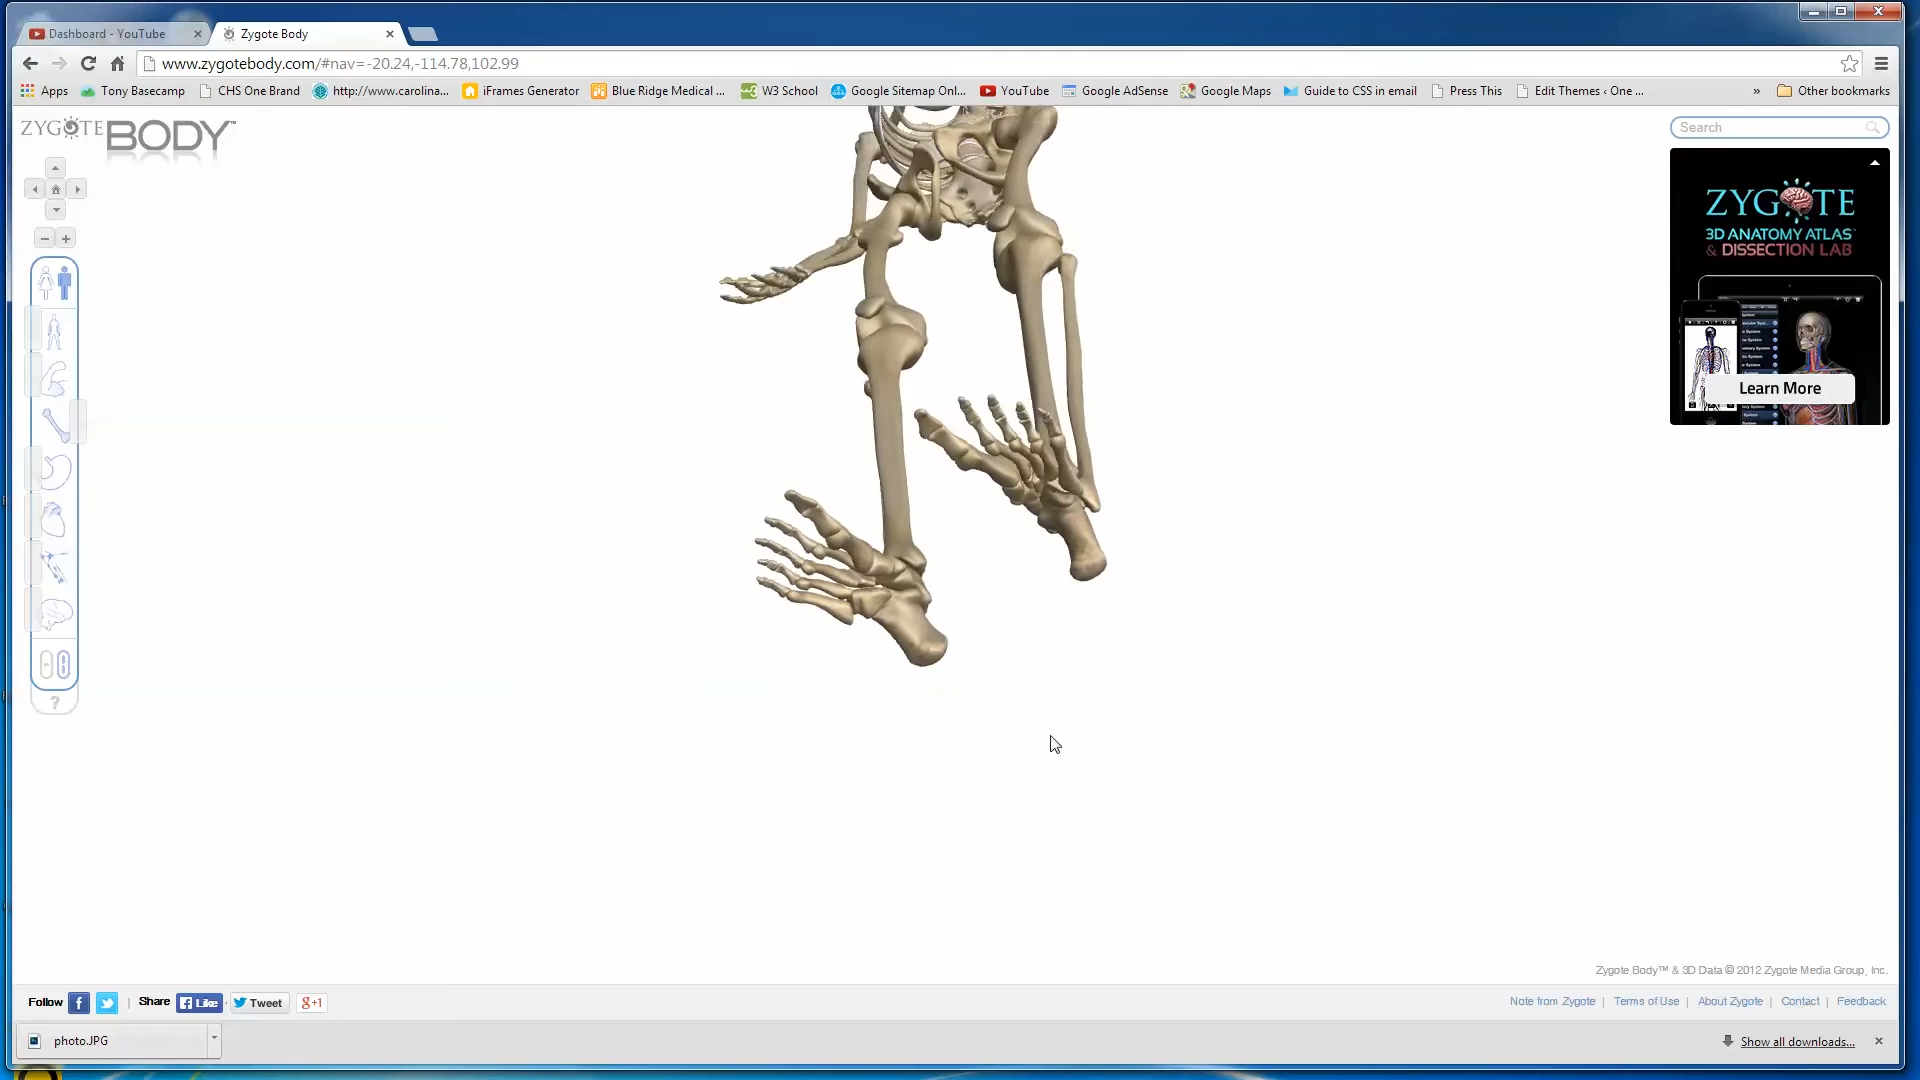 Dashboard - YouTube
Zygote Body
www.zygotebody.com/#nav=-20.24,-114.78,102.99
Apps
Tony Basecamp
CHS One Brand
http://www.carolina...
iFrames Generator
Blue Ridge Medical ...
W3 School
Google Sitemap Onl...
YouTube
Google AdSense
Google Maps
Guide to CSS in email
Press This
Edit Themes ‹ One ...
»
Other bookmarks
ZYGOTE BODY™
Search
ZYGOTE
3D ANATOMY ATLAS™
& DISSECTION LAB
Learn More
?
Zygote Body™ & 3D Data © 2012 Zygote Media Group, Inc.
Follow
|
Share
Like
Tweet
g+1
Note from Zygote | Terms of Use | About Zygote | Contact | Feedback
photo.JPG
Show all downloads...